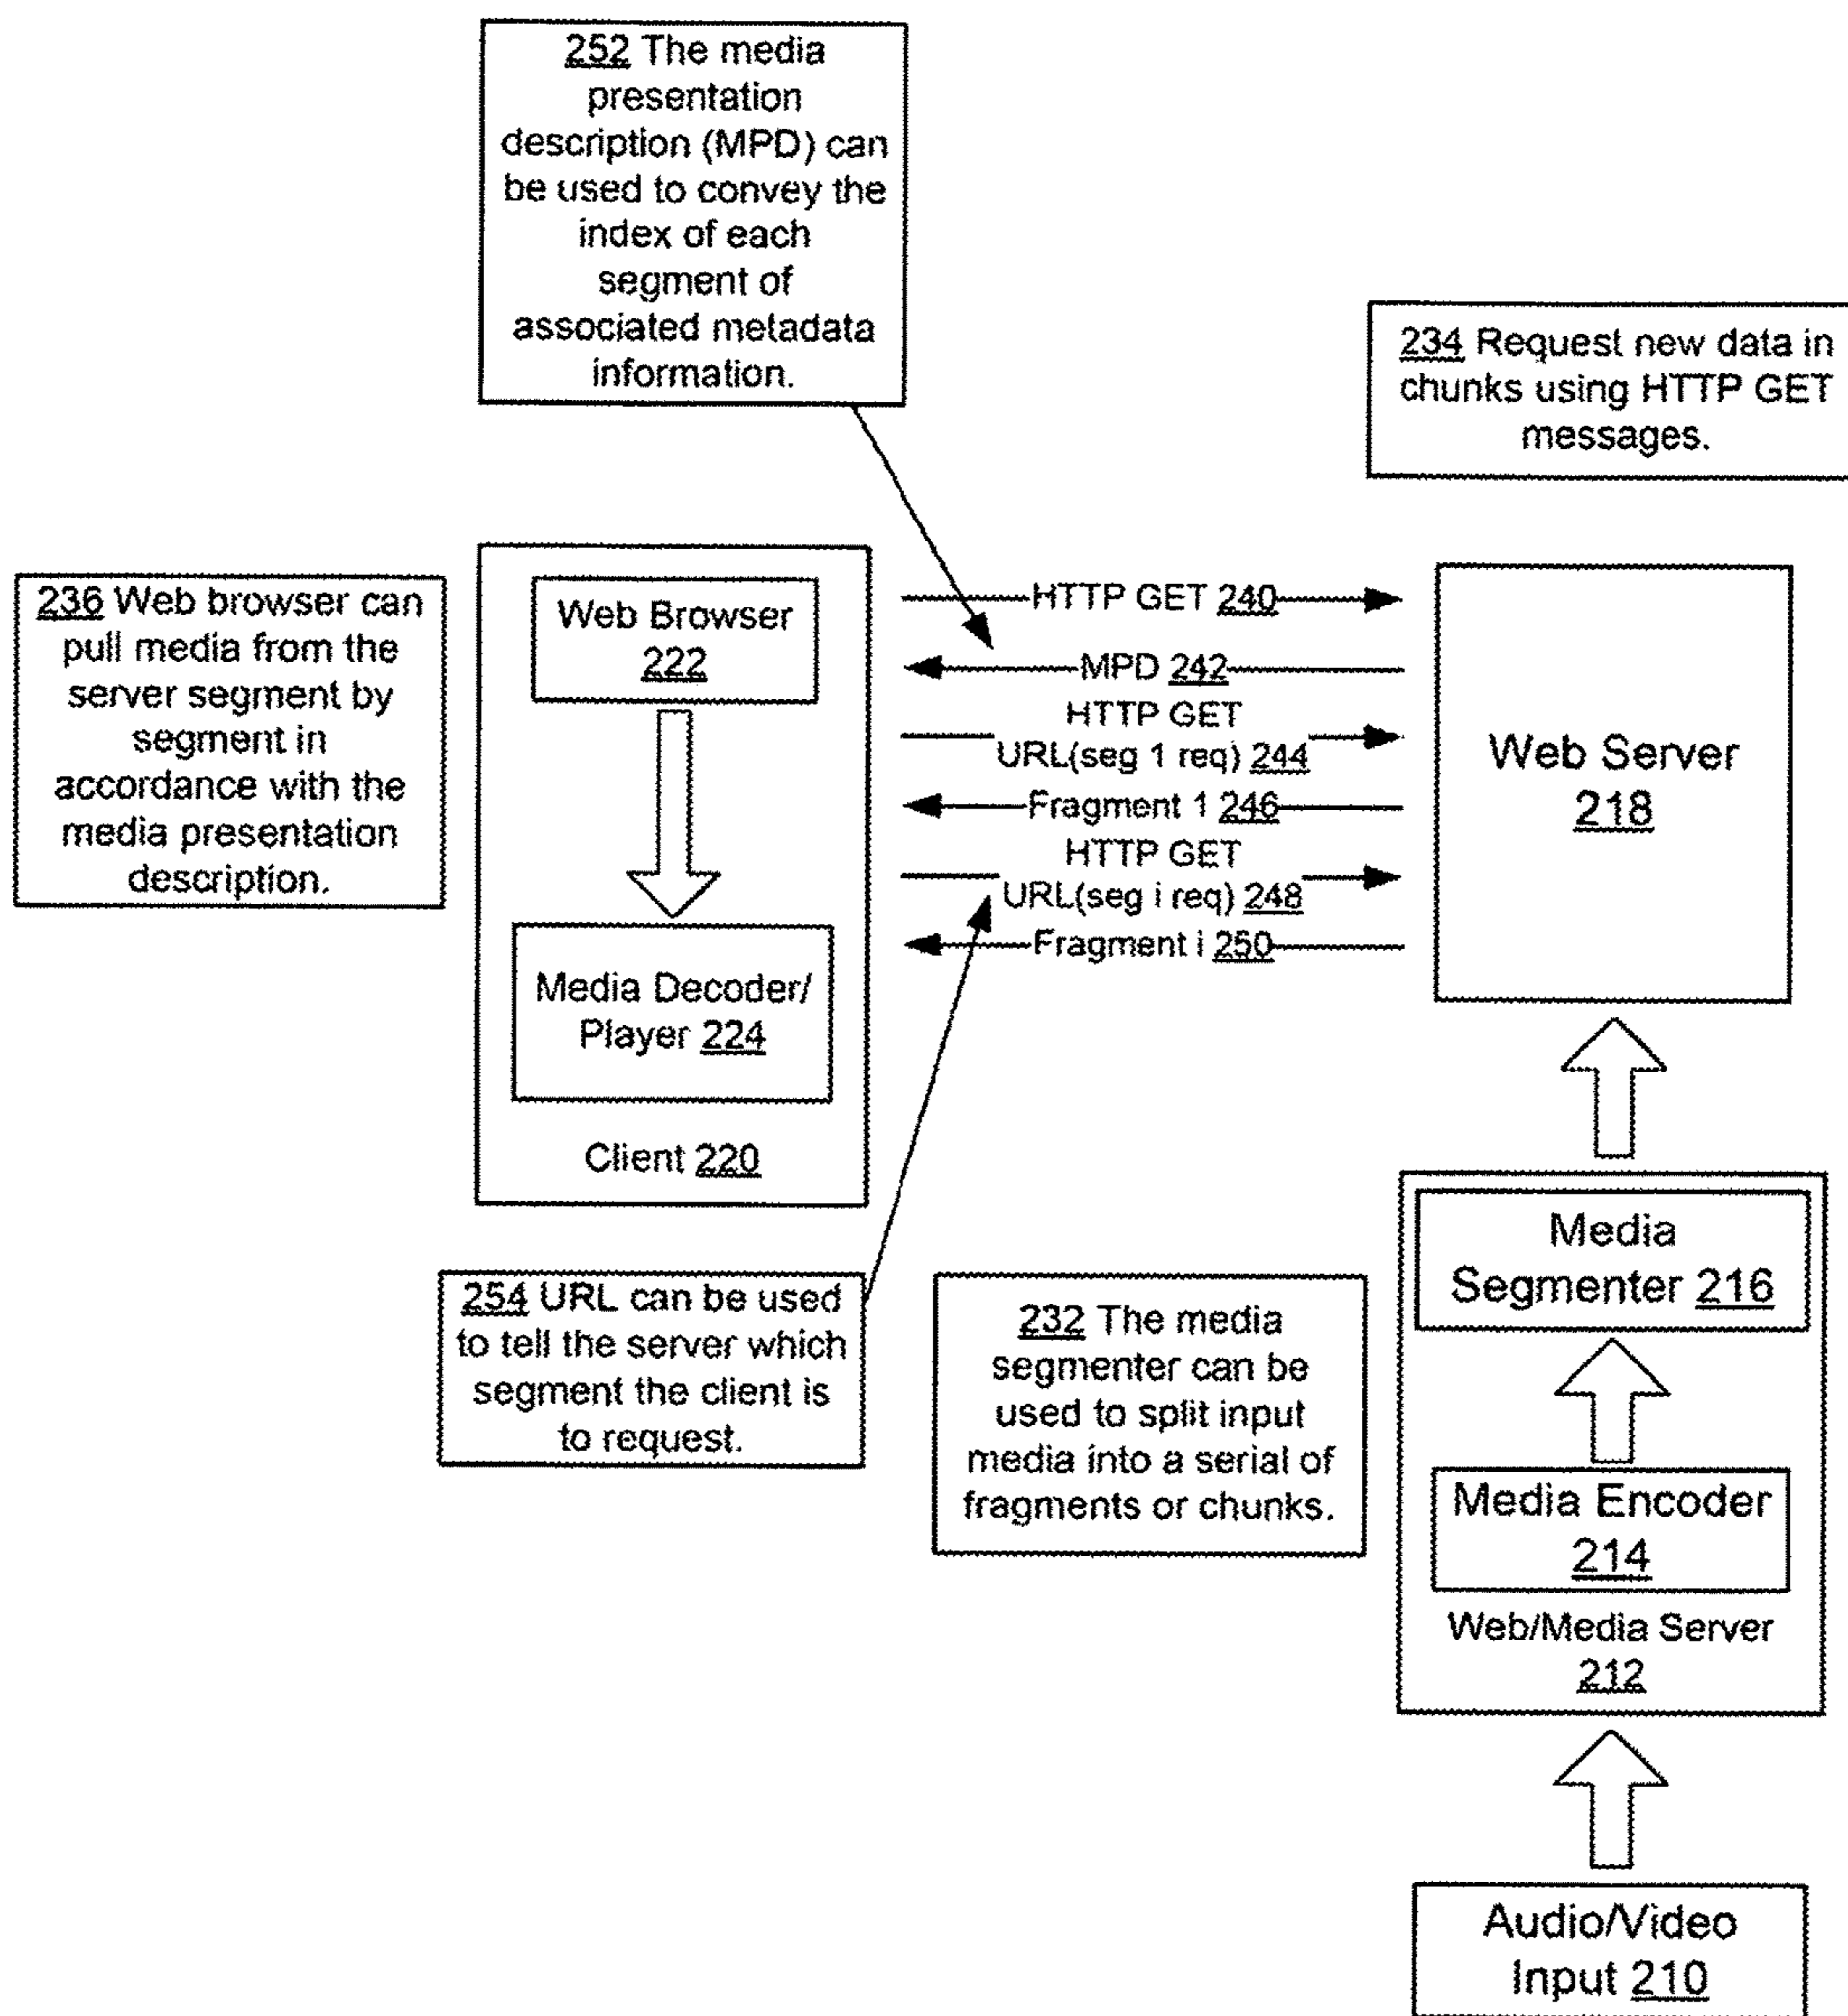 252 The media
presentation
description (MPD) can
be used to convey the
index of each
segment of
associated metadata
information.
234 Request new data in
chunks using HTTP GET
messages.
236 Web browser can
pull media from the
server segment by
segment in
accordance with the
media presentation
description.
Web Browser
222
Media Decoder/
Player 224
Client 220
HTTP GET 240
MPD 242
HTTP GET
URL(seg 1 req) 244
Fragment 1 246
HTTP GET
URL(seg i req) 248
Fragment i 250
Web Server
218
254 URL can be used
to tell the server which
segment the client is
to request.
232 The media
segmenter can be
used to split input
media into a serial of
fragments or chunks.
Media
Segmenter 216
Media Encoder
214
Web/Media Server
212
Audio/Video
Input 210